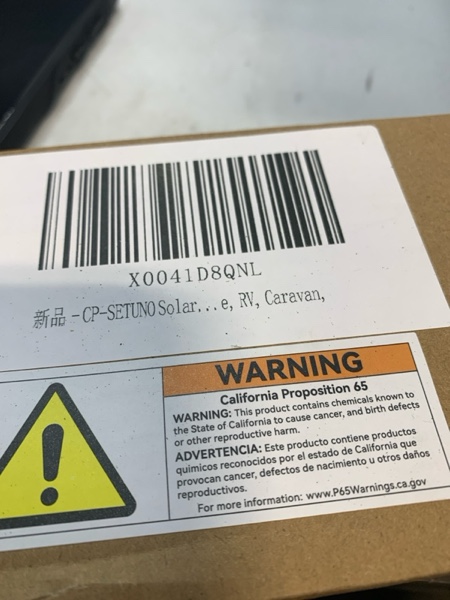 X0041D8QNL
新品 -CP-SETUNO Solar...e, RV, Caravan,
WARNING
California Proposition 65
WARNING: This product contains chemicals known to
the State of California to cause cancer, and birth defects
or other reproductive harm.
ADVERTENCIA: Este producto contiene productos
quimicos reconocidos por el estado de California que
provocan cancer, defectos de nacimiento u otros daños
reproductivos.
For more information: www.P65Warnings.ca.gov